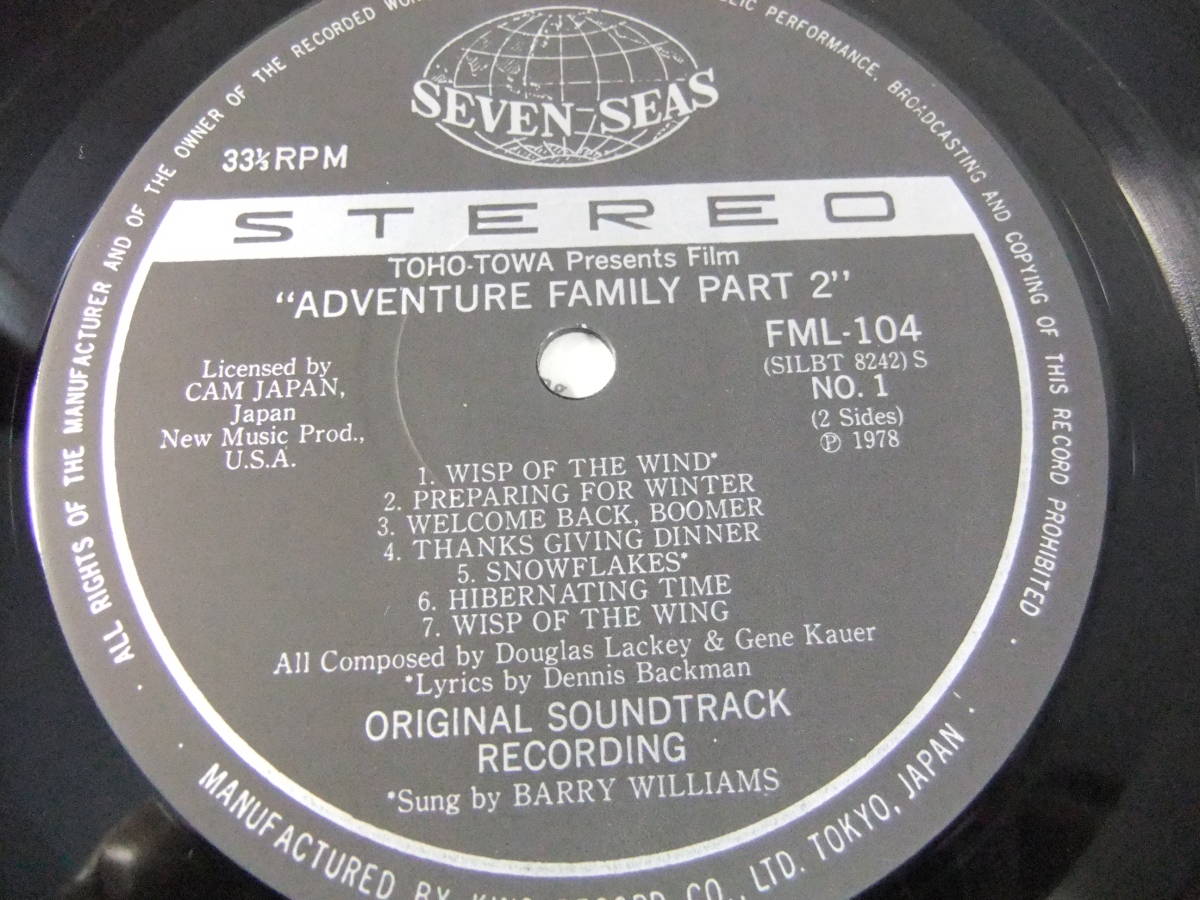 SEVEN SEAS
33⅓ RPM
STEREO
TOHO-TOWA Presents Film
"ADVENTURE FAMILY PART 2"
FML-104
(SILBT 8242) S
NO. 1
(2 Sides)
Ⓟ 1978
Licensed by
CAM JAPAN,
Japan
New Music Prod.,
U.S.A.
1. WISP OF THE WIND*
2. PREPARING FOR WINTER
3. WELCOME BACK, BOOMER
4. THANKS GIVING DINNER
5. SNOWFLAKES*
6. HIBERNATING TIME
7. WISP OF THE WING
All Composed by Douglas Lackey & Gene Kauer
*Lyrics by Dennis Backman
ORIGINAL SOUNDTRACK
RECORDING
*Sung by BARRY WILLIAMS
ALL RIGHTS OF THE MANUFACTURER AND OF THE OWNER OF THE RECORDED PERFORMANCE, BROADCASTING AND COPYING OF THIS RECORD PROHIBITED ·
MANUFACTURED BY KING RECORD CO., LTD. TOKYO, JAPAN ·